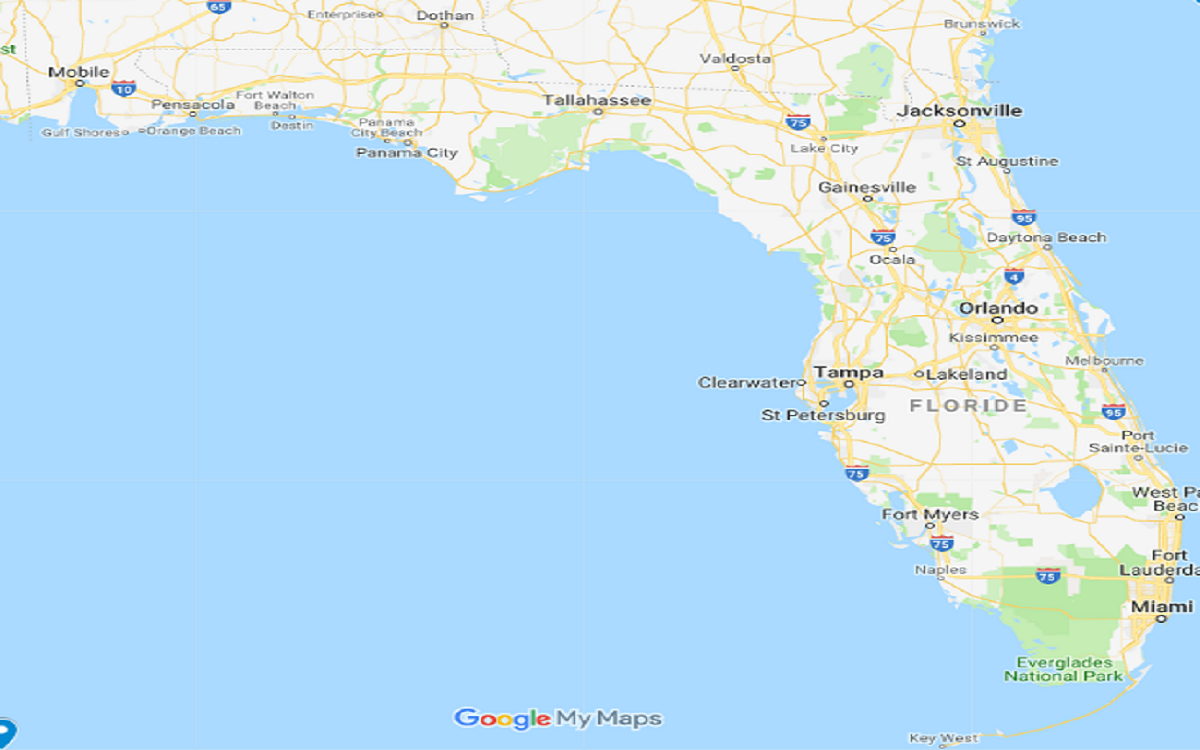 65
Enterprise
Dothan
Brunswick
st
Mobile
10
Valdosta
Pensacola
Fort Walton
Beach
Destin
Gulf Shores
Orange Beach
Panama
City Beach
Panama City
Tallahassee
75
Lake City
Jacksonville
St Augustine
Gainesville
95
75
Daytona Beach
Ocala
4
Orlando
Kissimmee
Melbourne
Clearwater
Tampa
Lakeland
St Petersburg
FLORIDE
95
Port
Sainte-Lucie
75
West Pa
Beac
Fort Myers
75
Naples
75
Fort
Lauderda
Miami
Everglades
National Park
Google My Maps
Key West